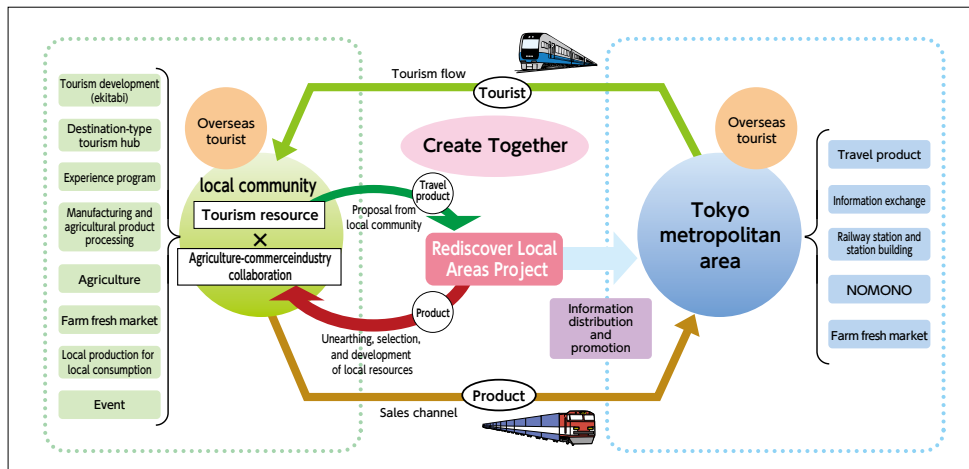 Tourism development
(ekitabi)
Destination-type
tourism hub
Experience program
Manufacturing and
agricultural product
processing
Agriculture
Farm fresh market
Local production for
local consumption
Event
Overseas
tourist
local community
Tourism resource
×
Agriculture-commerceindustry
collaboration
Tourism flow
Tourist
Create Together
Travel
product
Proposal from
local community
Rediscover Local
Areas Project
Product
Unearthing, selection,
and development
of local resources
Information
distribution
and
promotion
Product
Sales channel
Overseas
tourist
Tokyo
metropolitan
area
Travel product
Information exchange
Railway station and
station building
NOMONO
Farm fresh market